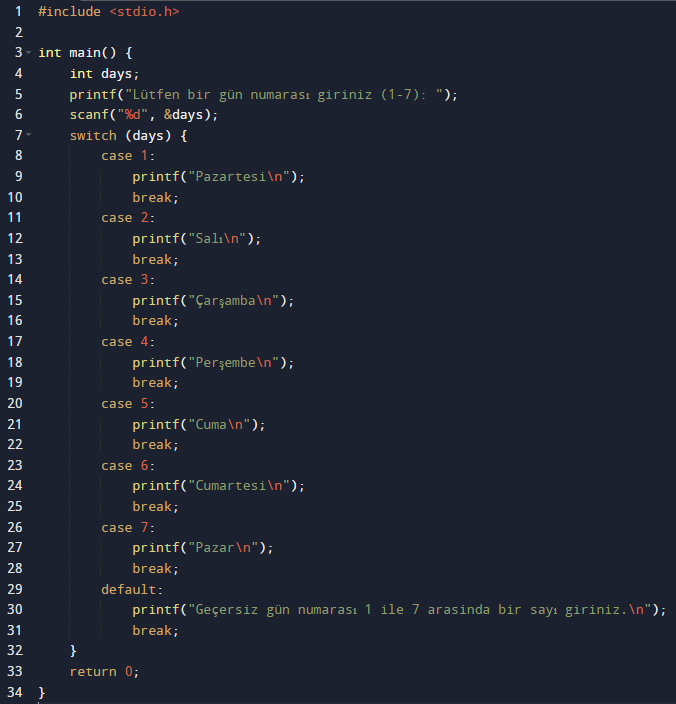 1 #include <stdio.h>
2
3 int main() {
4     int days;
5     printf("Lütfen bir gün numarası giriniz (1-7): ");
6     scanf("%d", &days);
7     switch (days) {
8         case 1:
9             printf("Pazartesi\n");
10             break;
11         case 2:
12             printf("Salı\n");
13             break;
14         case 3:
15             printf("Çarşamba\n");
16             break;
17         case 4:
18             printf("Perşembe\n");
19             break;
20         case 5:
21             printf("Cuma\n");
22             break;
23         case 6:
24             printf("Cumartesi\n");
25             break;
26         case 7:
27             printf("Pazar\n");
28             break;
29         default:
30             printf("Geçersiz gün numarası 1 ile 7 arasinda bir sayı giriniz.\n");
31             break;
32     }
33     return 0;
34 }